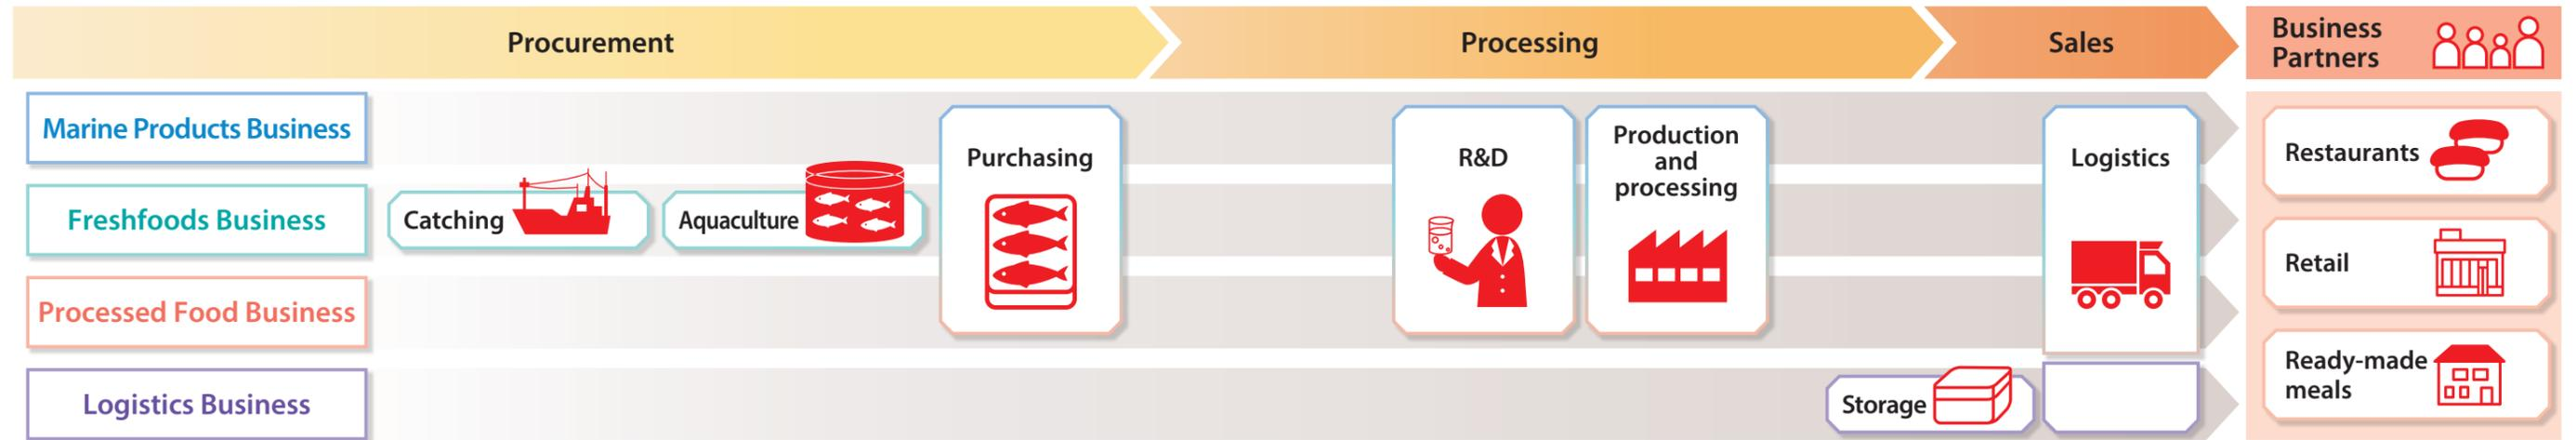 Procurement
Processing
Sales
Business
Partners
Marine Products Business
Purchasing
R&D
Production
and
processing
Logistics
Restaurants
Freshfoods Business
Catching
Aquaculture
Retail
Processed Food Business
Ready-made
meals
Logistics Business
Storage